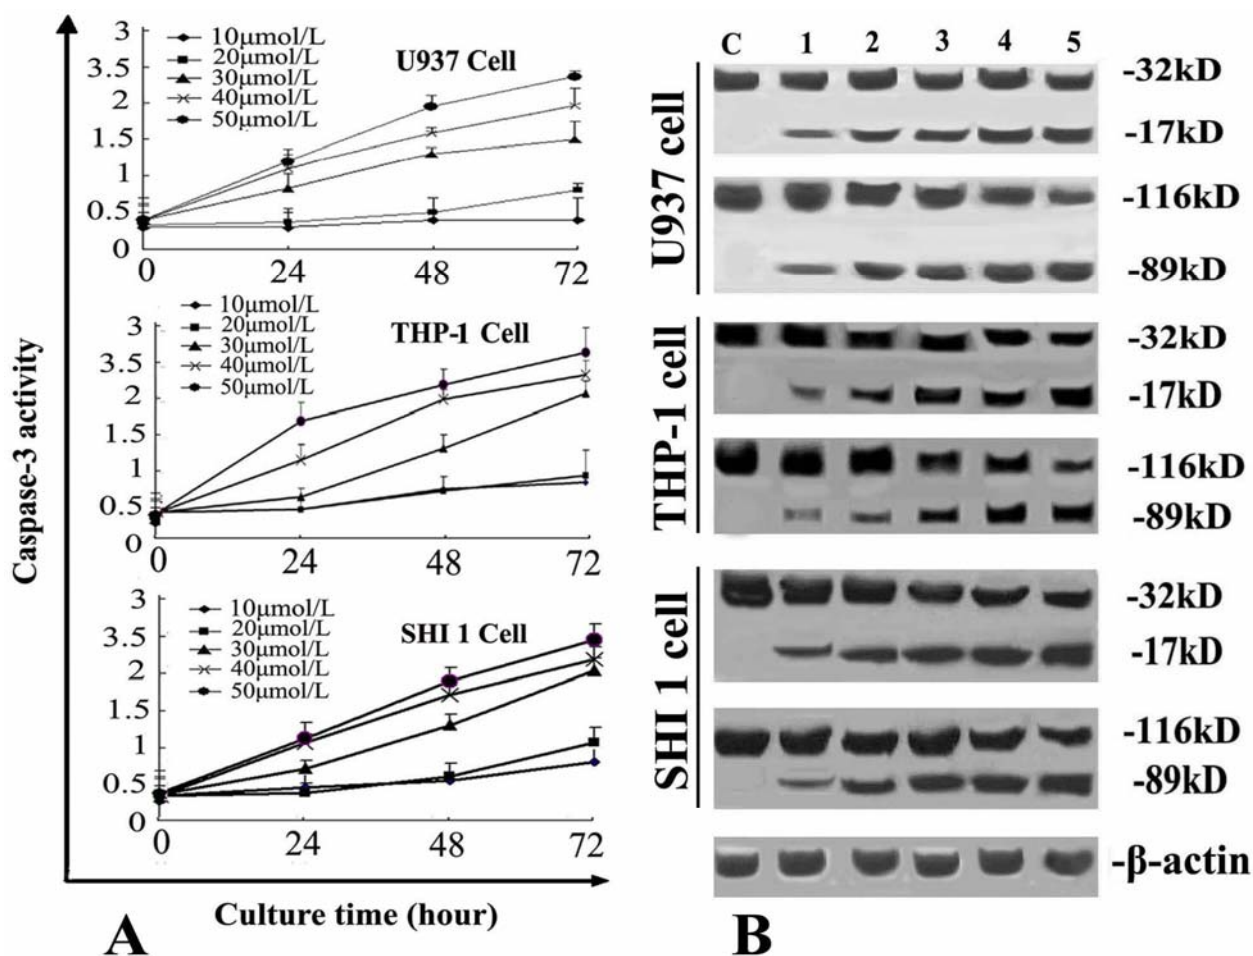 Caspase-3 activity
3
3.5
2
1.5
1
0.5
0
0 24 48 72
10μmol/L
20μmol/L
30μmol/L
40μmol/L
50μmol/L
U937 Cell
3
3.5
2
1.5
1
0.5
0
0 24 48 72
10μmol/L
20μmol/L
30μmol/L
40μmol/L
50μmol/L
THP-1 Cell
3
3.5
2
1.5
1
0.5
0
0 24 48 72
10μmol/L
20μmol/L
30μmol/L
40μmol/L
50μmol/L
SHI 1 Cell
Culture time (hour)
A
C 1 2 3 4 5
U937 cell
-32kD
-17kD
-116kD
-89kD
THP-1 cell
-32kD
-17kD
-116kD
-89kD
SHI 1 cell
-32kD
-17kD
-116kD
-89kD
-β-actin
B